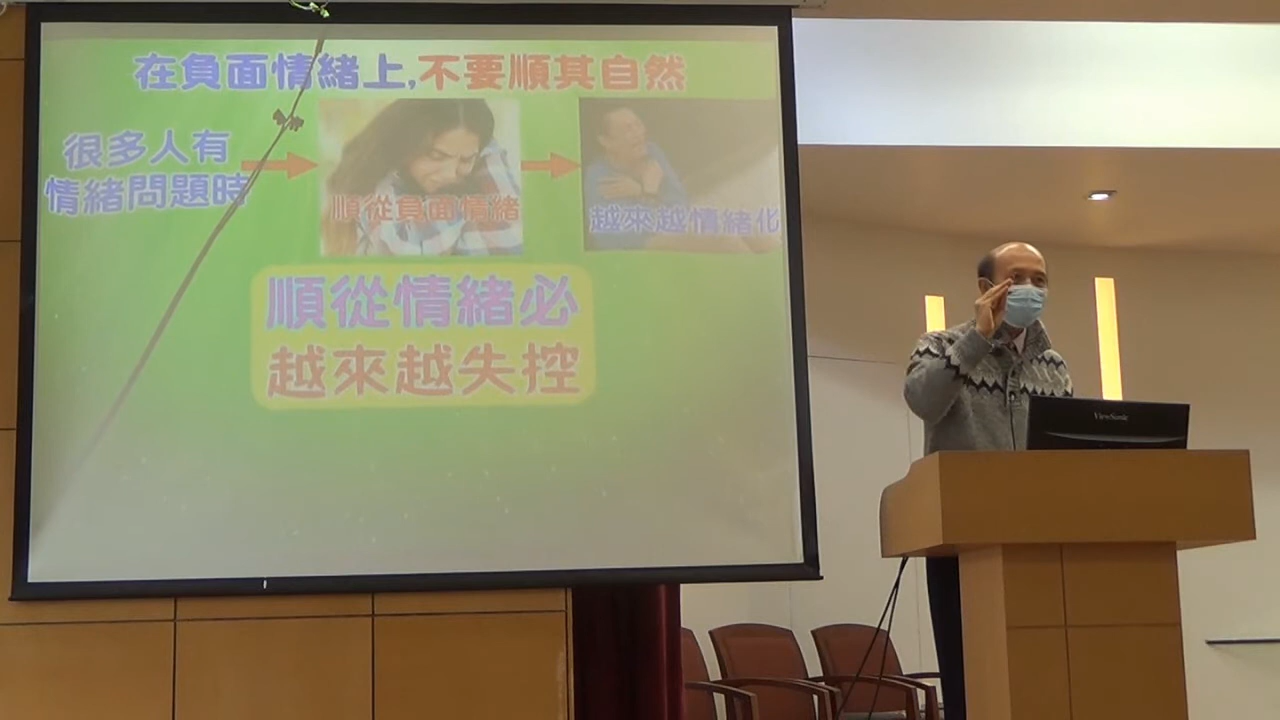 在負面情緒上,不要順其自然
很多人有
情緒問題時
順從負面情緒
越來越情緒化
順從情緒必
越來越失控
ViewSonic